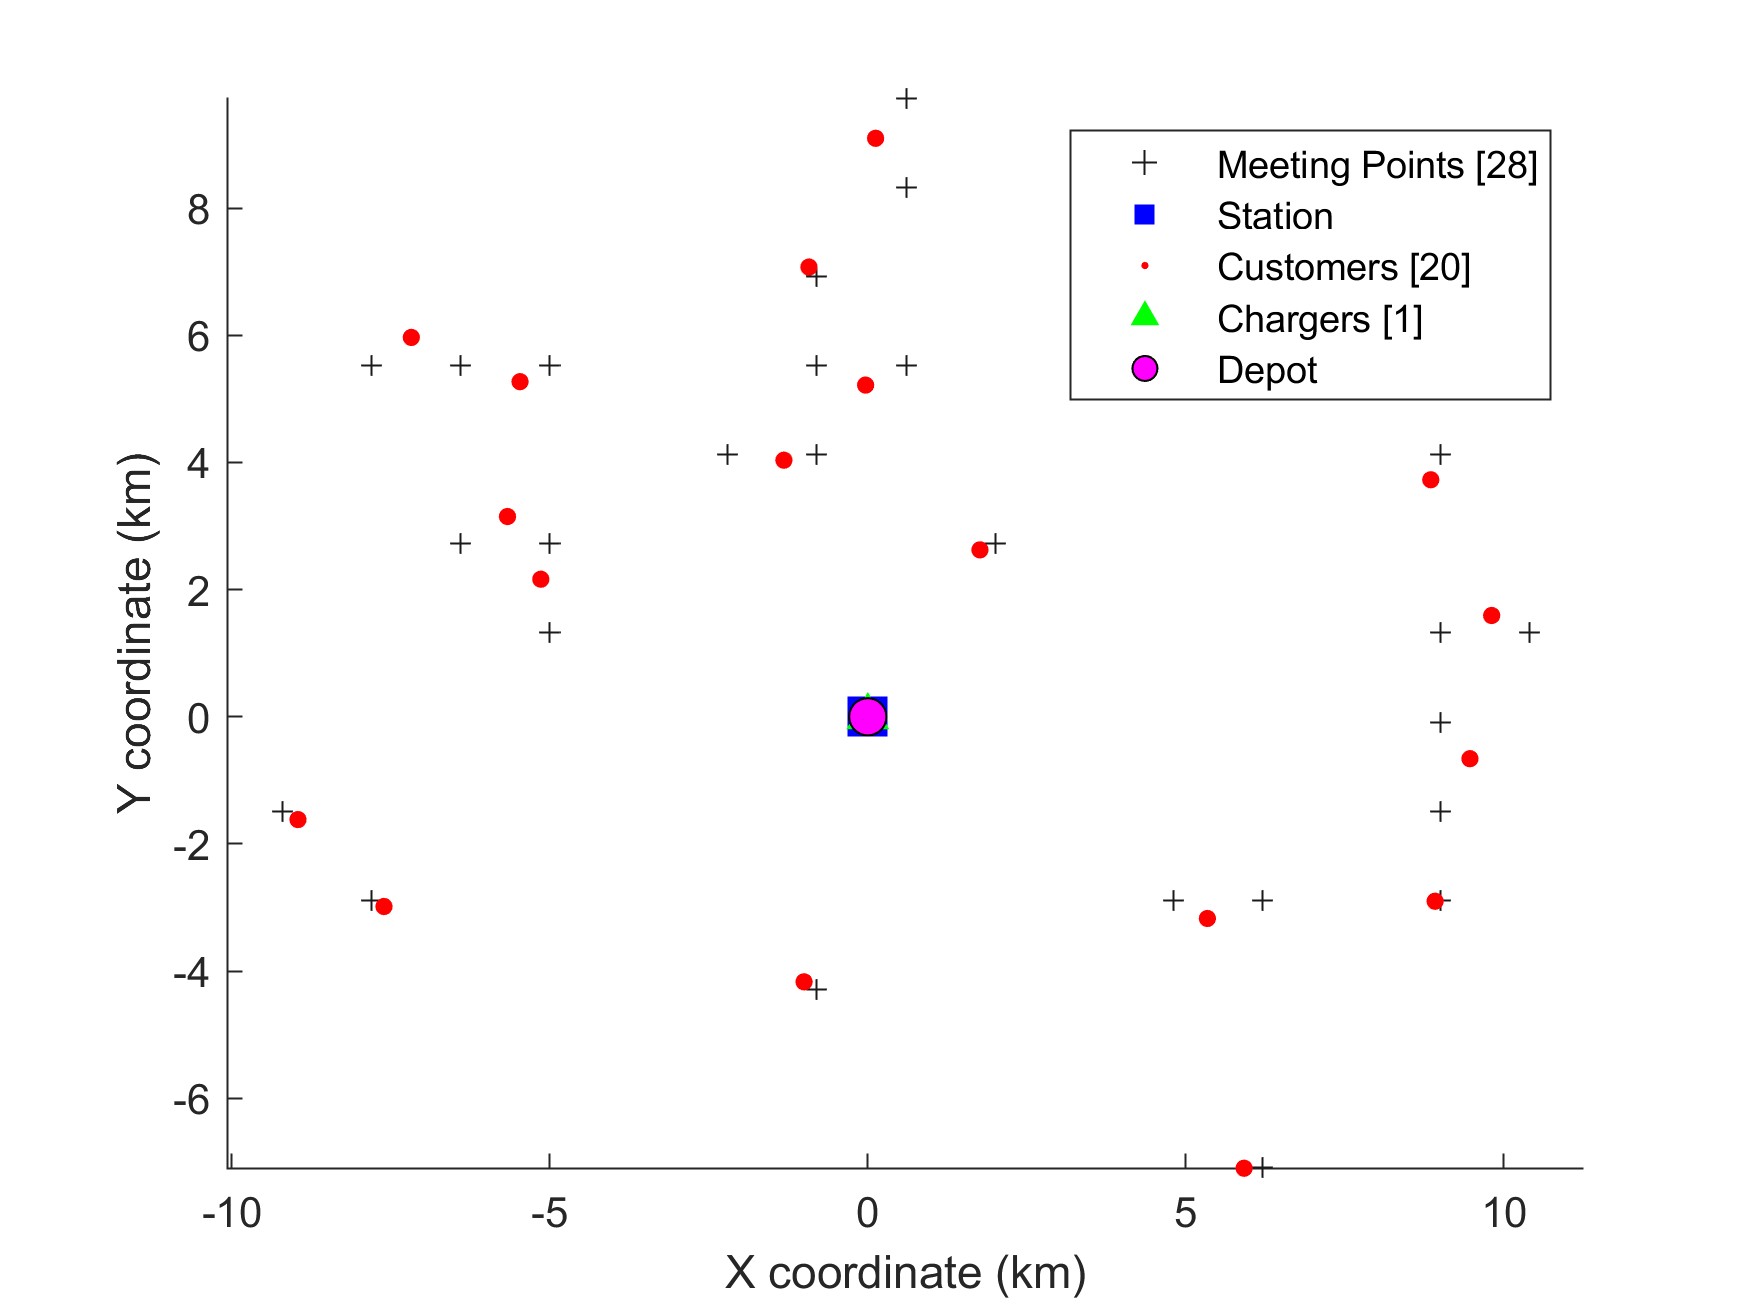 Meeting Points [28]
Station
Customers [20]
Chargers [1]
Depot
8
6
4
2
0
-2
-4
-6
Y coordinate (km)
-10 -5 0 5 10
X coordinate (km)